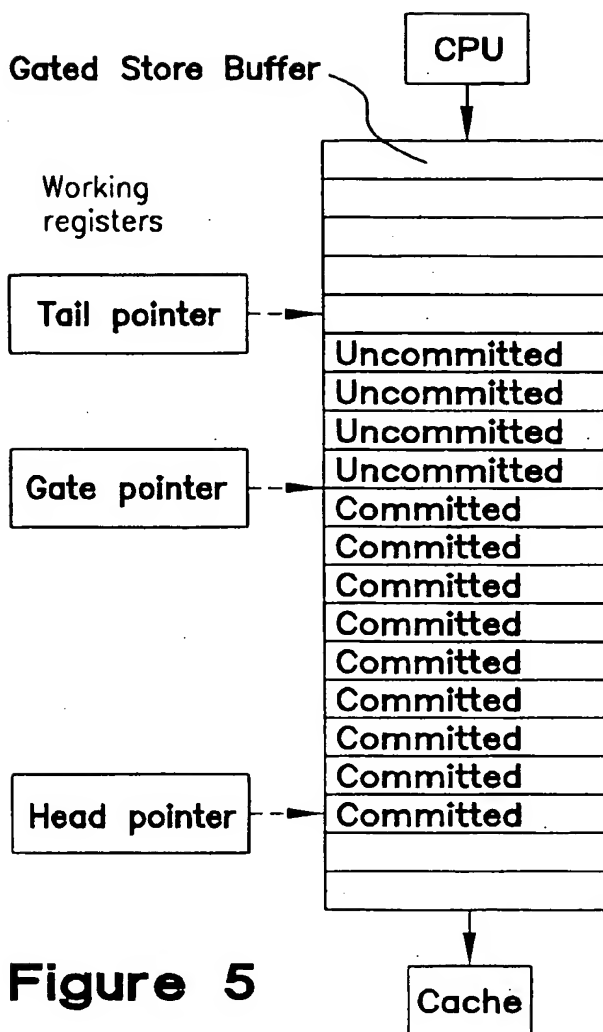 CPU
Gated Store Buffer
Working
registers
Tail pointer
Uncommitted
Uncommitted
Uncommitted
Uncommitted
Gate pointer
Committed
Committed
Committed
Committed
Committed
Committed
Committed
Committed
Head pointer
Committed
Figure 5
Cache